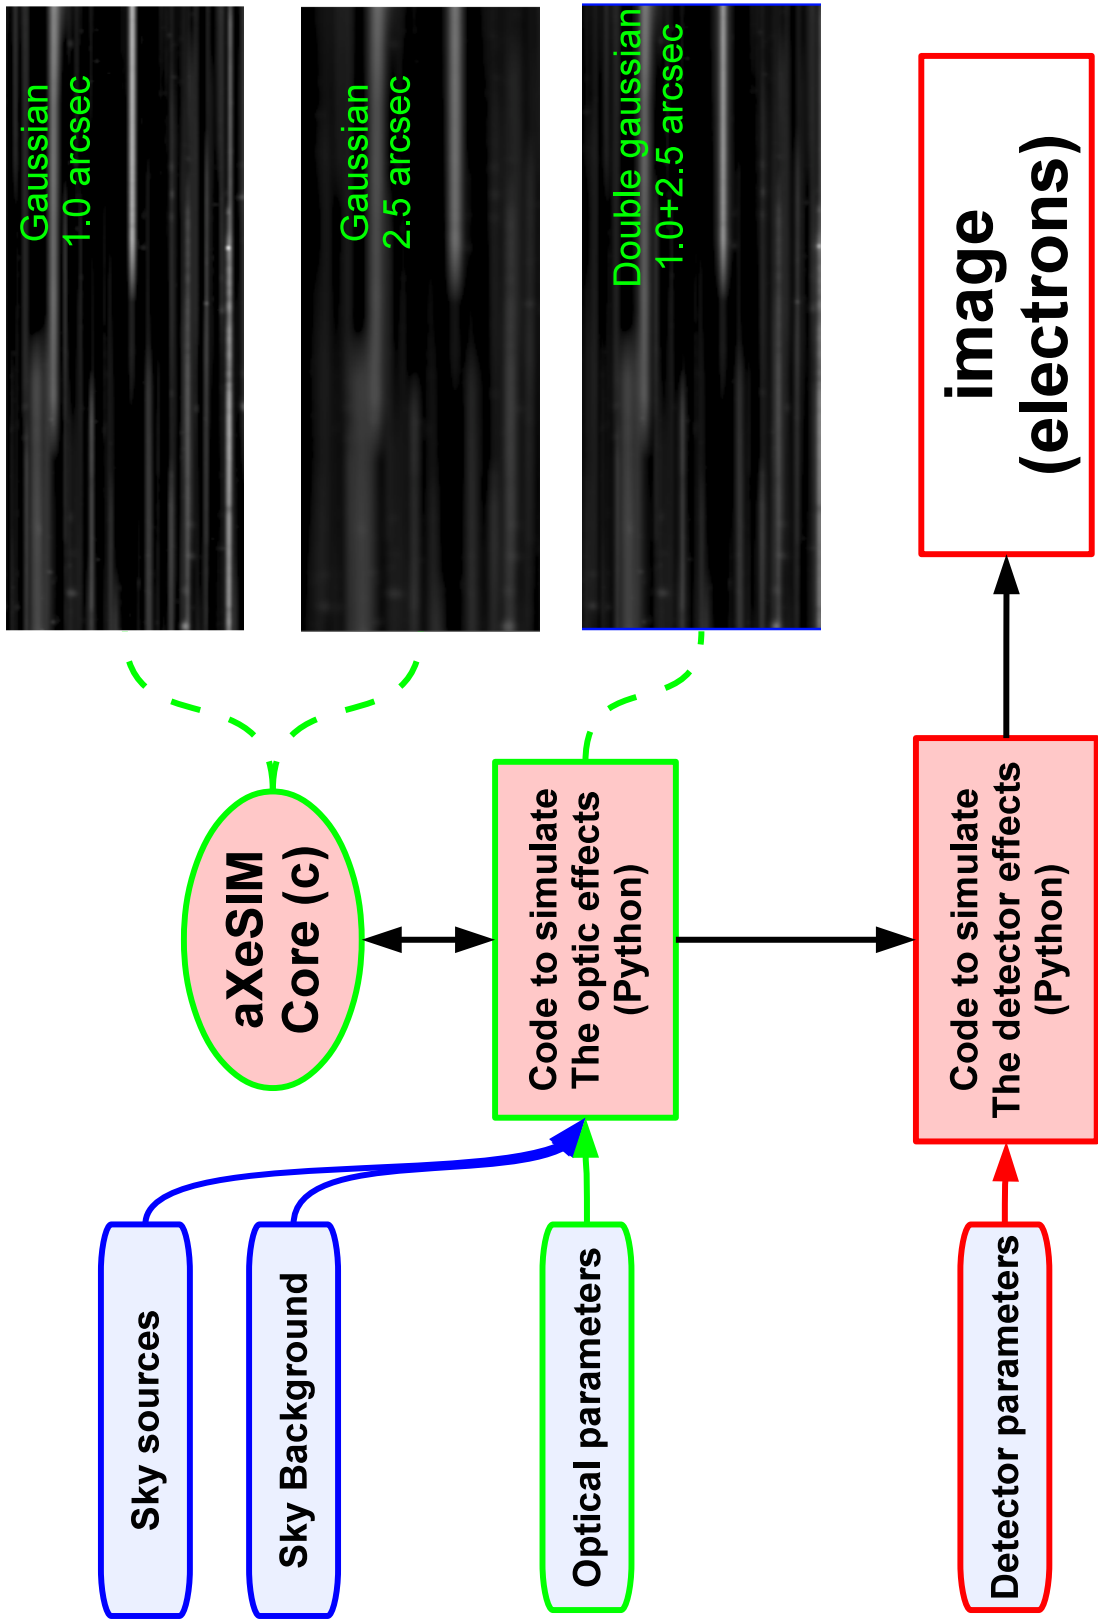 Sky sources
Sky Background
Optical parameters
Detector parameters
aXeSIM
Core (c)
Code to simulate
The optic effects
(Python)
Code to simulate
The detector effects
(Python)
Gaussian
1.0 arcsec
Gaussian
2.5 arcsec
Double gaussian
1.0+2.5 arcsec
image
(electrons)